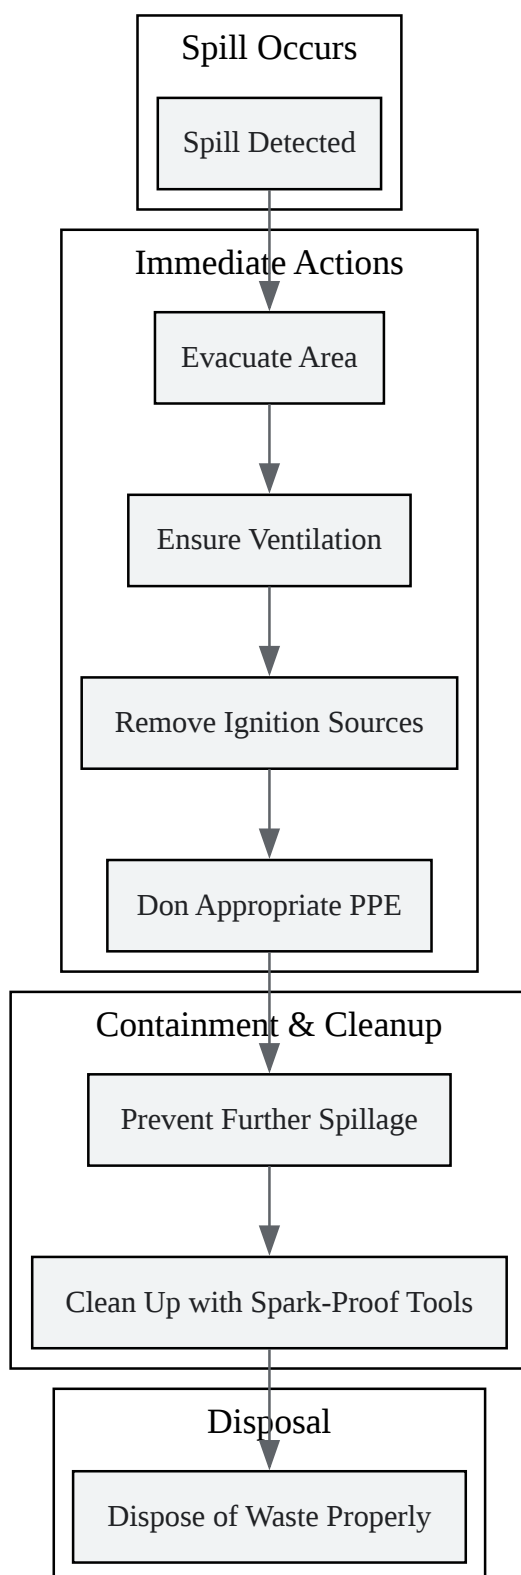 Spill Occurs
Spill Detected
Immediate Actions
Evacuate Area
Ensure Ventilation
Remove Ignition Sources
Don Appropriate PPE
Containment & Cleanup
Prevent Further Spillage
Clean Up with Spark-Proof Tools
Disposal
Dispose of Waste Properly